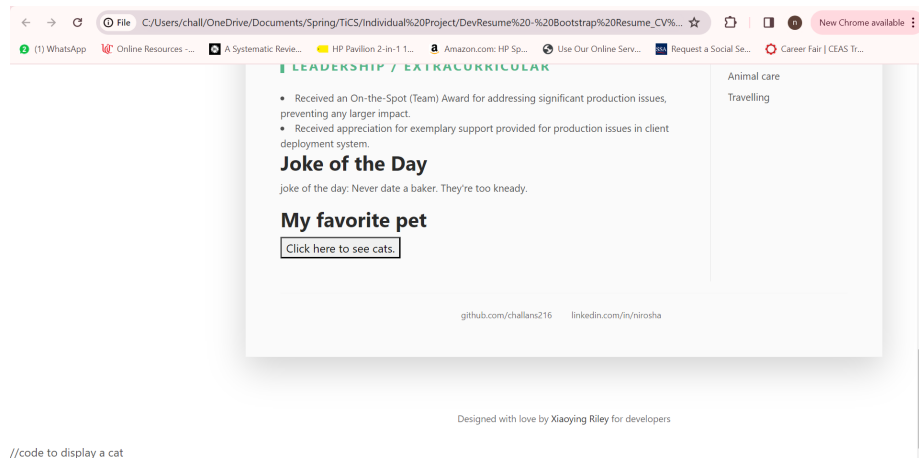 File C:/Users/chall/OneDrive/Documents/Spring/TiCS/Individual%20Project/DevResume%20-%20Bootstrap%20Resume_CV%... New Chrome available
(1) WhatsApp Online Resources -... A Systematic Revie... HP Pavilion 2-in-1 1... Amazon.com: HP Sp... Use Our Online Serv... Request a Social Se... Career Fair | CEAS Tr...
LEADERSHIP / EXTRACURRICULAR
• Received an On-the-Spot (Team) Award for addressing significant production issues,
preventing any larger impact.
• Received appreciation for exemplary support provided for production issues in client
deployment system.
Joke of the Day
joke of the day: Never date a baker. They're too kneady.
My favorite pet
Click here to see cats.
Animal care
Travelling
github.com/challans216 linkedin.com/in/nirosha
Designed with love by Xiaoying Riley for developers
//code to display a cat